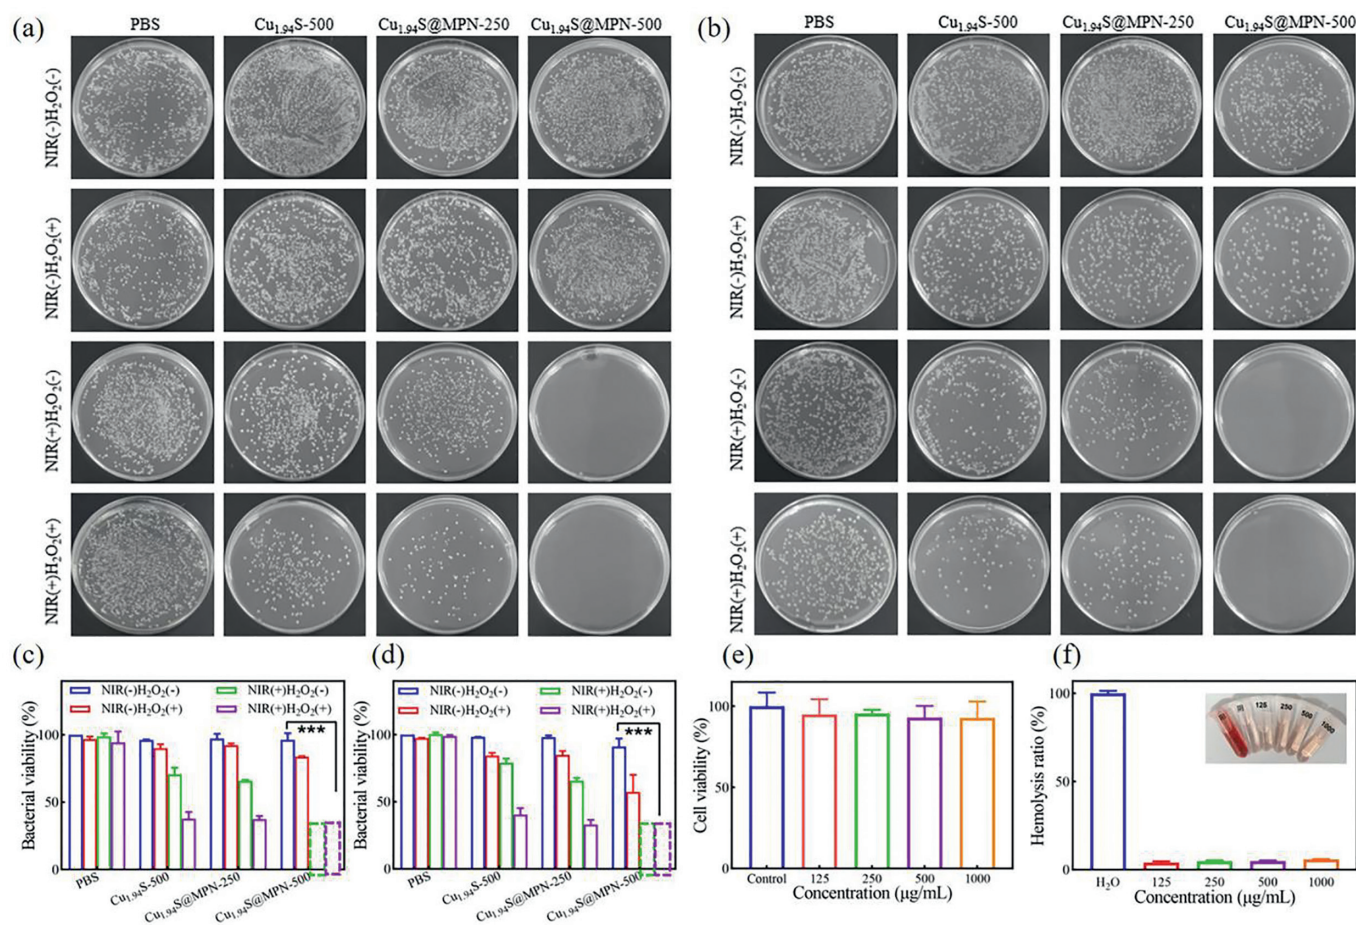 (a)
PBS
Cu1.94S-500
Cu1.94S@MPN-250
Cu1.94S@MPN-500
NIR(-)H2O2(-)
NIR(-)H2O2(+)
NIR(+)H2O2(-)
NIR(+)H2O2(+)
(b)
PBS
Cu1.94S-500
Cu1.94S@MPN-250
Cu1.94S@MPN-500
NIR(-)H2O2(-)
NIR(-)H2O2(+)
NIR(+)H2O2(-)
NIR(+)H2O2(+)
(c)
NIR(-)H2O2(-)
NIR(+)H2O2(-)
NIR(-)H2O2(+)
NIR(+)H2O2(+)
***
Bacterial viability (%)
100
50
0
PBS
Cu1.94S-500
Cu1.94S@MPN-250
Cu1.94S@MPN-500
(d)
NIR(-)H2O2(-)
NIR(+)H2O2(-)
NIR(-)H2O2(+)
NIR(+)H2O2(+)
***
Bacterial viability (%)
100
50
0
PBS
Cu1.94S-500
Cu1.94S@MPN-250
Cu1.94S@MPN-500
(e)
Cell viability (%)
100
50
0
Control
125
250
500
1000
Concentration (μg/mL)
(f)
Hemolysis ratio (%)
100
50
0
125
250
500
1000
H2O
125
250
500
1000
Concentration (μg/mL)